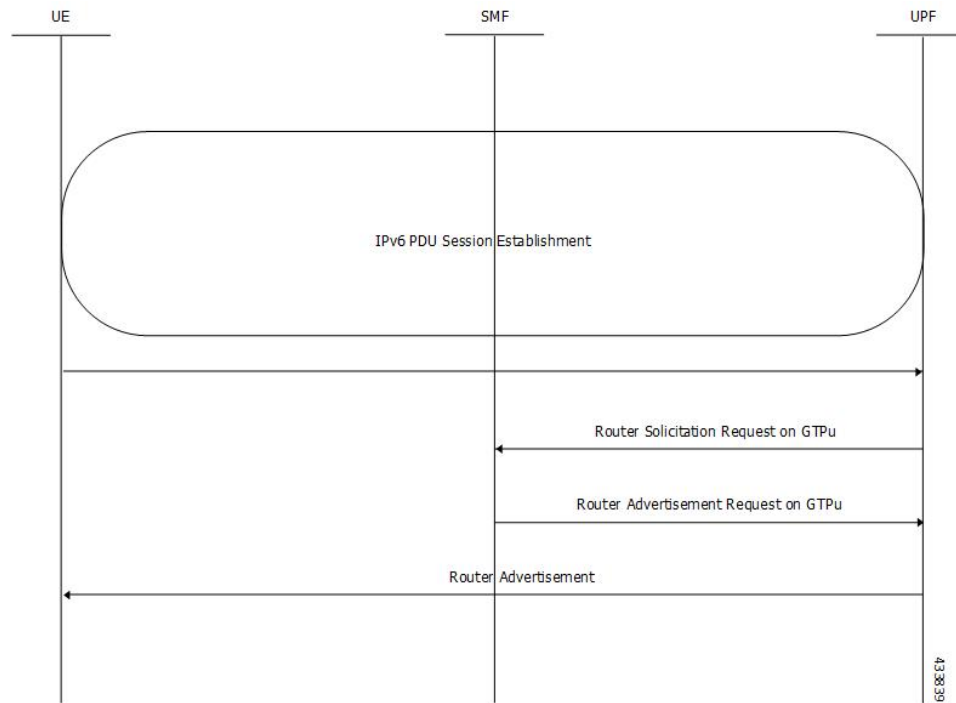 UE
SMF
UPF
IPv6 PDU Session Establishment
Router Solicitation Request on GTPu
Router Advertisement Request on GTPu
Router Advertisement
433839